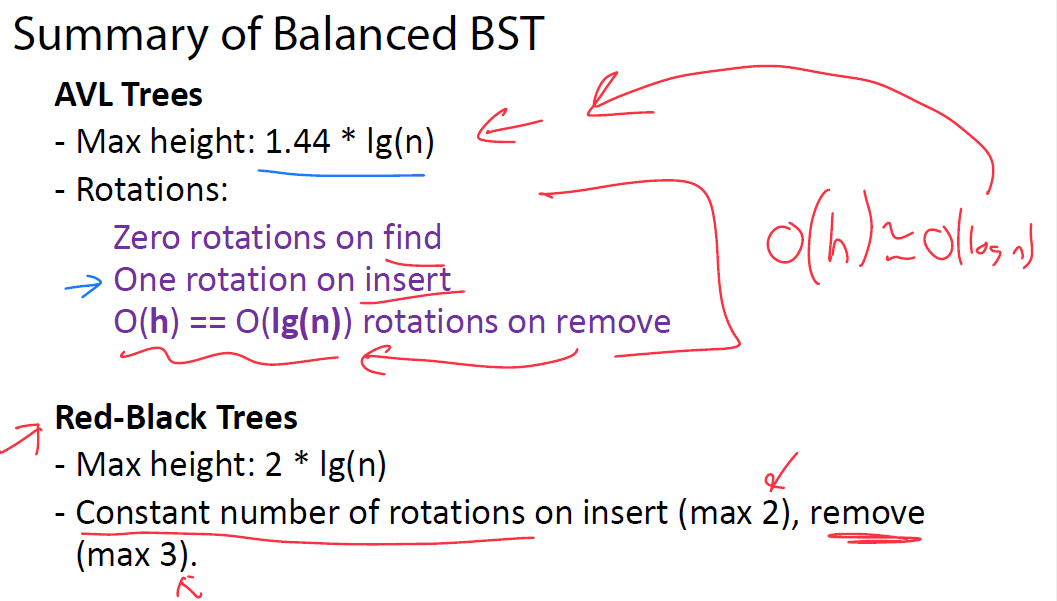 Summary of Balanced BST
AVL Trees
- Max height: 1.44 * lg(n)
- Rotations:
Zero rotations on find
One rotation on insert
O(h) == O(lg(n)) rotations on remove
O(h) ≈ O(log n)
Red-Black Trees
- Max height: 2 * lg(n)
- Constant number of rotations on insert (max 2), remove
(max 3).